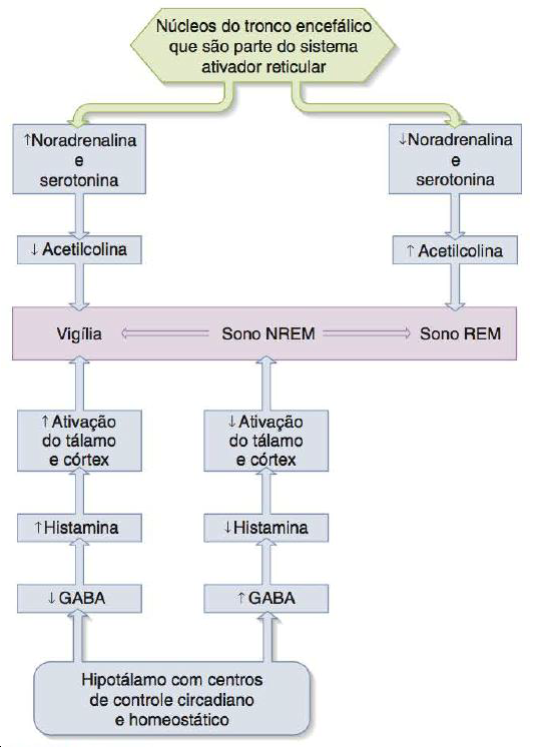 Núcleos do tronco encefálico
que são parte do sistema
ativador reticular
↑Noradrenalina
e
serotonina
↓Noradrenalina
e
serotonina
↓ Acetilcolina
↑ Acetilcolina
Vigília
Sono NREM
Sono REM
↑Ativação
do tálamo
e córtex
↓Ativação
do tálamo
e córtex
↑Histamina
↓Histamina
↓GABA
↑GABA
Hipotálamo com centros
de controle circadiano
e homeostático